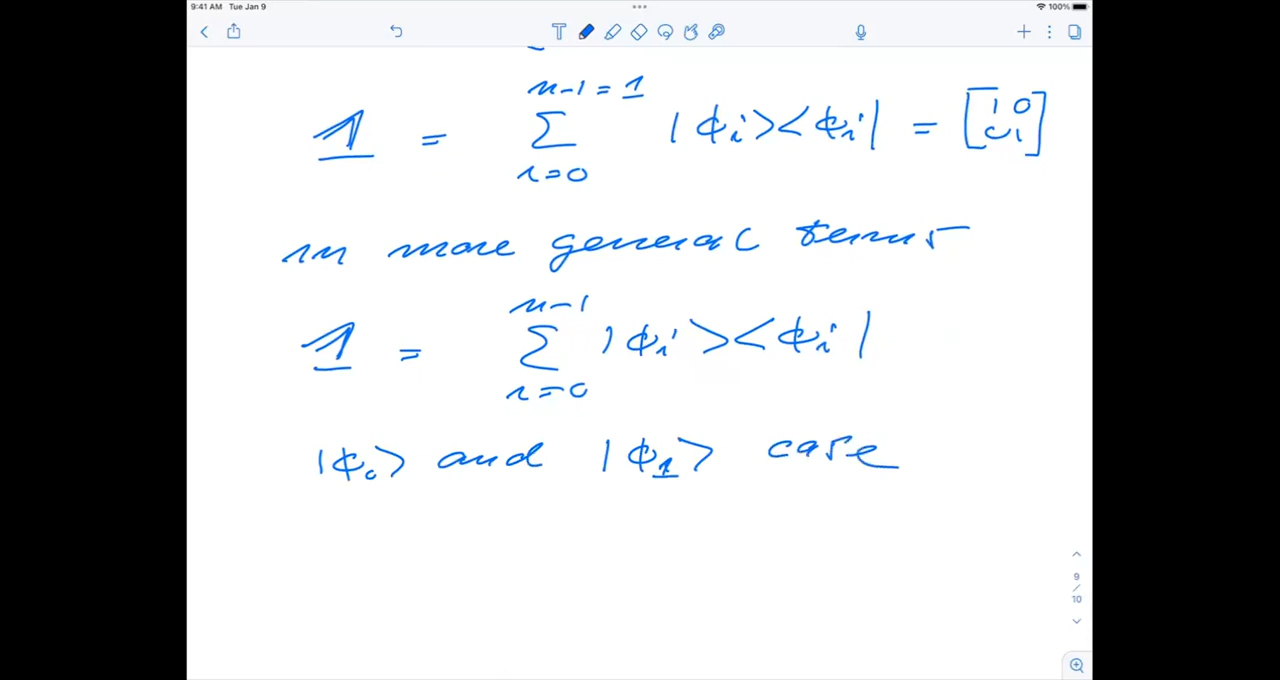 9:41 AM Tue Jan 9
100%
n-1 = 1
𝟙 = Σ |ϕi><ϕi| = [1 0
0 1]
i=0
in more general terms
n-1
𝟙 = Σ |ϕi><ϕi|
i=0
|ϕ0> and |ϕ1> case
9
/
10